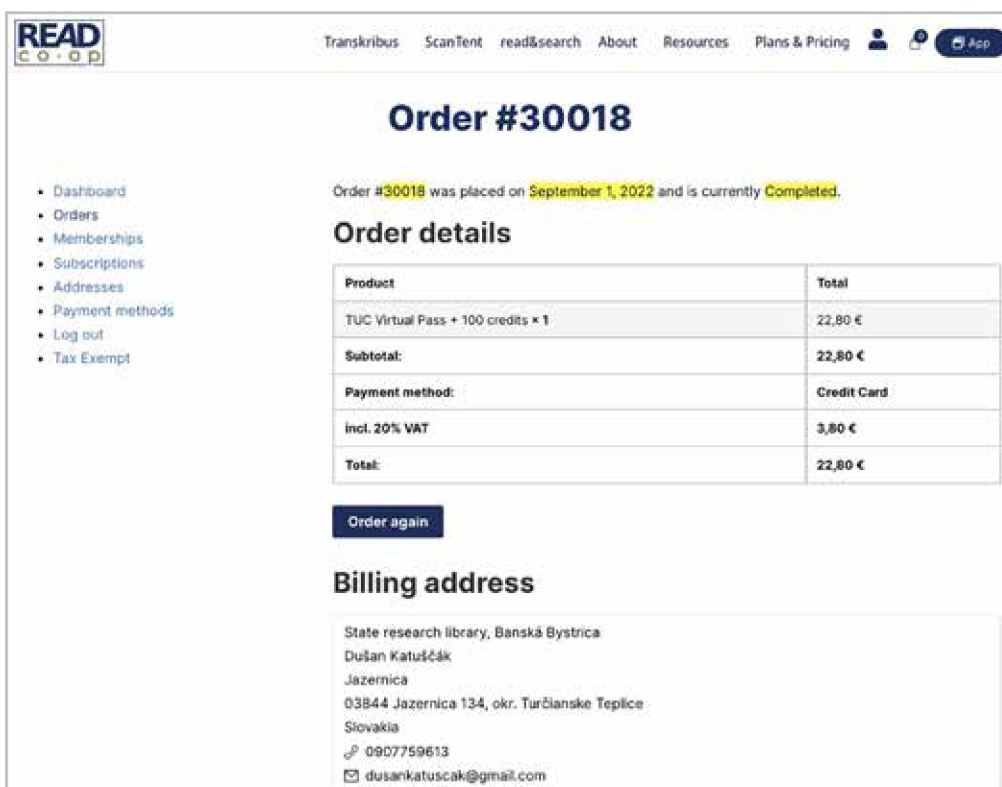 READ
CO-OP
Transkribus ScanTent read&search About Resources Plans & Pricing App
Order #30018
• Dashboard
• Orders
• Memberships
• Subscriptions
• Addresses
• Payment methods
• Log out
• Tax Exempt
Order #30018 was placed on September 1, 2022 and is currently Completed.
Order details
Product Total
TUC Virtual Pass + 100 credits × 1 22,80 €
Subtotal: 22,80 €
Payment method: Credit Card
incl. 20% VAT 3,80 €
Total: 22,80 €
Order again
Billing address
State research library, Banská Bystrica
Dušan Katuščák
Jazernica
03844 Jazernica 134, okr. Turčianske Teplice
Slovakia
0907759613
dusankatuscak@gmail.com